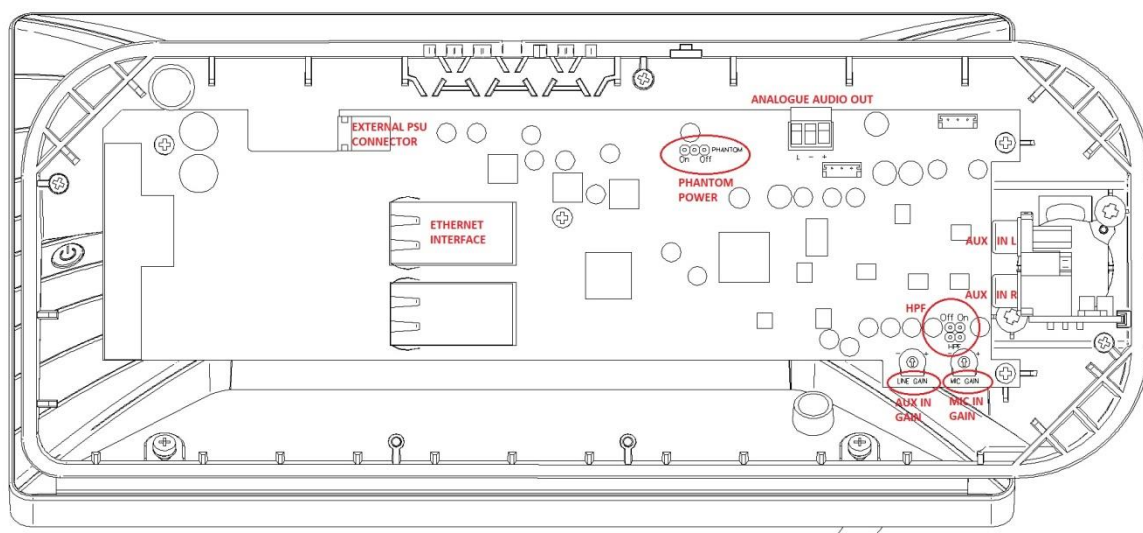 ANALOGUE AUDIO OUT
EXTERNAL PSU
CONNECTOR
PHANTOM
On Off
L – +
PHANTOM
POWER
ETHERNET
INTERFACE
AUX IN L
AUX IN R
HPF
Off On
HPF
- + - +
LINE GAIN
MIC GAIN
AUX IN
GAIN
MIC IN
GAIN